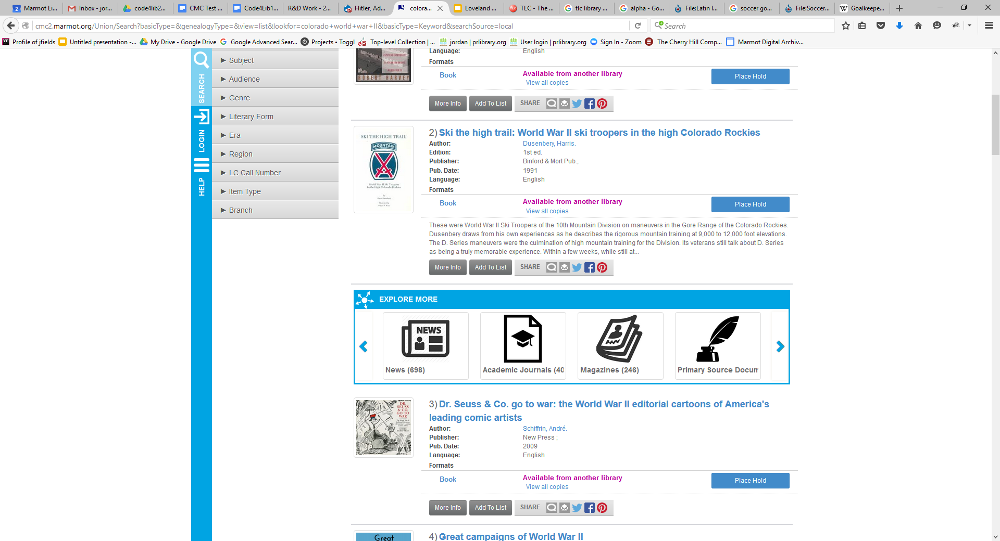 2 Marmot Li...
Inbox - jor...
code4lib2...
CMC Test ...
Code4Lib1...
R&D Work - 2...
Hitler, Ad...
colora...
Loveland ...
TLC - The ...
tlc library ...
alpha - Go...
File:Latin l...
soccer go...
File:Soccer...
Goalkeepe...
cmc2.marmot.org/Union/Search?basicType=&genealogyType=&view=list&lookfor=colorado+world+war+II&basicType=Keyword&searchSource=local
Search
Profile of jfields
Untitled presentation -...
My Drive - Google Drive
Google Advanced Sear...
Projects • Toggl
Top-level Collection | ...
jordan | prlibrary.org
User login | prlibrary.org
Sign In - Zoom
The Cherry Hill Comp...
Marmot Digital Archiv...
SEARCH
LOGIN
HELP
Subject
Audience
Genre
Literary Form
Era
Region
LC Call Number
Item Type
Branch
ROBERT HARVEY
Language: English
Formats
Book Available from another library Place Hold
View all copies
More Info Add To List SHARE
SKI THE HIGH TRAIL
MOUNTAIN
World War II Ski Troopers
In the High Colorado Rockies
2) Ski the high trail: World War II ski troopers in the high Colorado Rockies
Author: Dusenbery, Harris.
Edition: 1st ed.
Publisher: Binford & Mort Pub.,
Pub. Date: 1991
Language: English
Formats
Book Available from another library Place Hold
View all copies
These were World War II Ski Troopers of the 10th Mountain Division on maneuvers in the Gore Range of the Colorado Rockies.
Dusenbery draws from his own experiences as he describes the rigorous mountain training at 9,000 to 12,000 foot elevations.
The D. Series maneuvers were the culmination of high mountain training for the Division. Its veterans still talk about D. Series
as being a truly memorable experience. Within a few weeks, while still at...
More Info Add To List SHARE
EXPLORE MORE
NEWS
News (698)
Academic Journals (40
Magazines (246)
Primary Source Docum
DR. SEUSS & CO. GO TO WAR
3) Dr. Seuss & Co. go to war: the World War II editorial cartoons of America's
leading comic artists
Author: Schiffrin, André.
Publisher: New Press ;
Pub. Date: 2009
Language: English
Formats
Book Available from another library Place Hold
View all copies
More Info Add To List SHARE
Great
4) Great campaigns of World War II